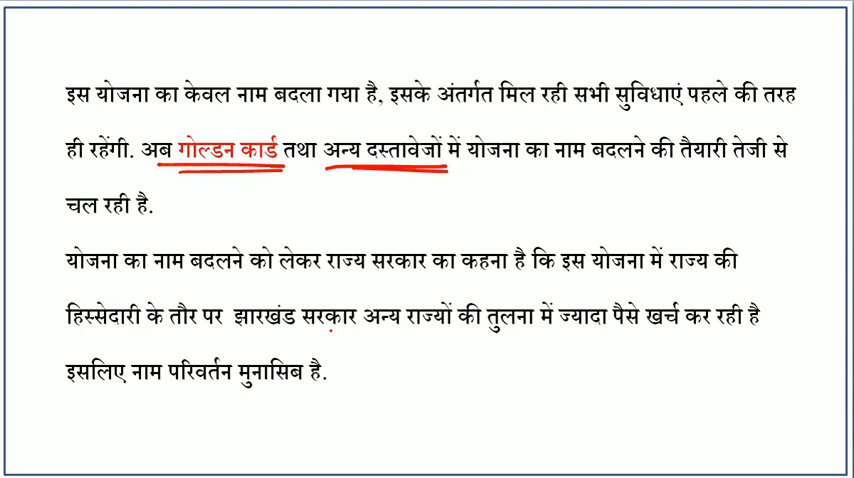 इस योजना का केवल नाम बदला गया है, इसके अंतर्गत मिल रही सभी सुविधाएं पहले की तरह
ही रहेंगी. अब गोल्डन कार्ड तथा अन्य दस्तावेजों में योजना का नाम बदलने की तैयारी तेजी से
चल रही है.
योजना का नाम बदलने को लेकर राज्य सरकार का कहना है कि इस योजना में राज्य की
हिस्सेदारी के तौर पर झारखंड सरकार अन्य राज्यों की तुलना में ज्यादा पैसे खर्च कर रही है
इसलिए नाम परिवर्तन मुनासिब है.